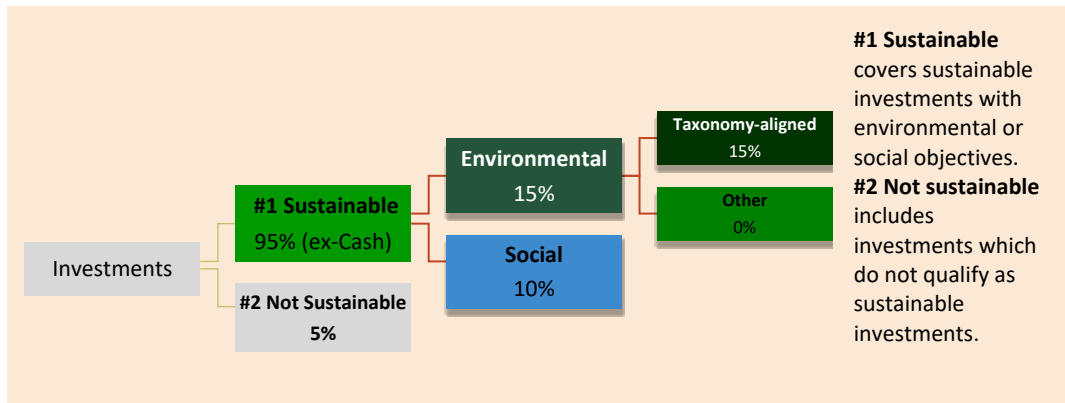 Investments
#1 Sustainable
95% (ex-Cash)
#2 Not Sustainable
5%
Environmental
15%
Social
10%
Taxonomy-aligned
15%
Other
0%
#1 Sustainable
covers sustainable
investments with
environmental or
social objectives.
#2 Not sustainable
includes
investments which
do not qualify as
sustainable
investments.